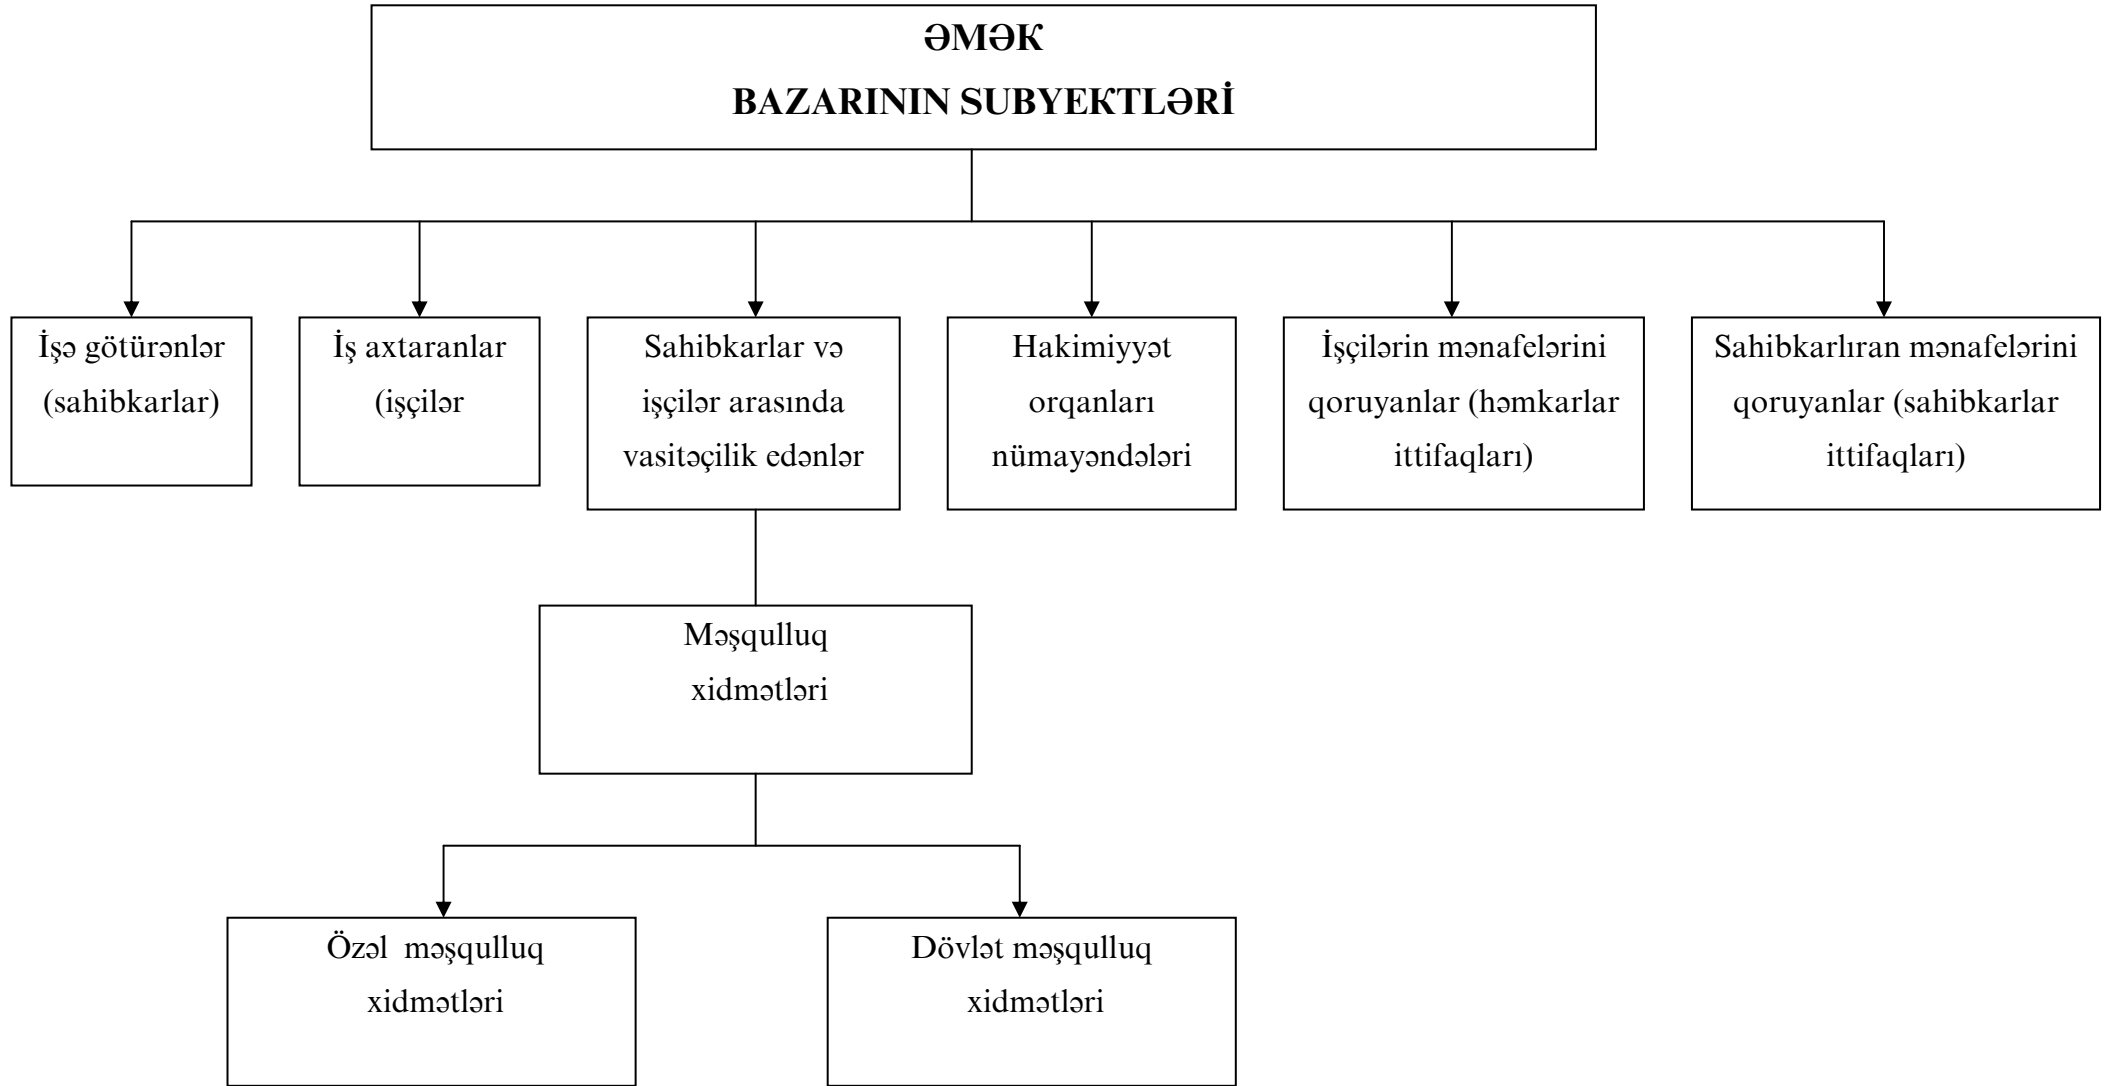 ƏMƏK
BAZARININ SUBYEKTLƏRİ
İşə götürənlər
(sahibkarlar)
İş axtaranlar
(işçilər
Sahibkarlar və
işçilər arasında
vasitəçilik edənlər
Hakimiyyət
orqanları
nümayəndələri
İşçilərin mənafelərini
qoruyanlar (həmkarlar
ittifaqları)
Sahibkarlıran mənafelərini
qoruyanlar (sahibkarlar
ittifaqları)
Məşqulluq
xidmətləri
Özəl məşqulluq
xidmətləri
Dövlət məşqulluq
xidmətləri